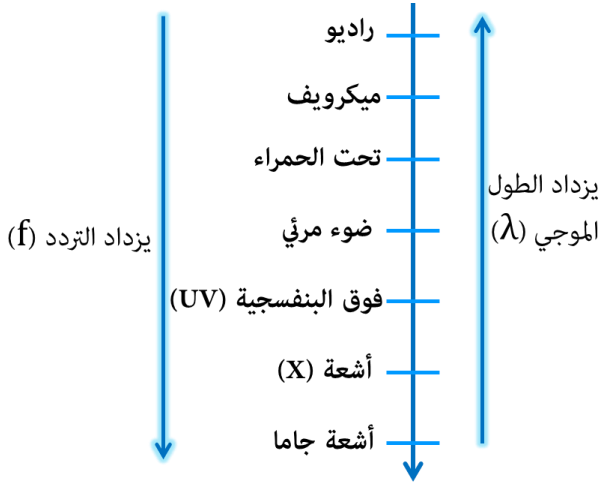 راديو
ميكرويف
تحت الحمراء
ضوء مرئي
فوق البنفسجية (UV)
أشعة (X)
أشعة جاما
يزداد الطول
الموجي (λ)
يزداد التردد (f)